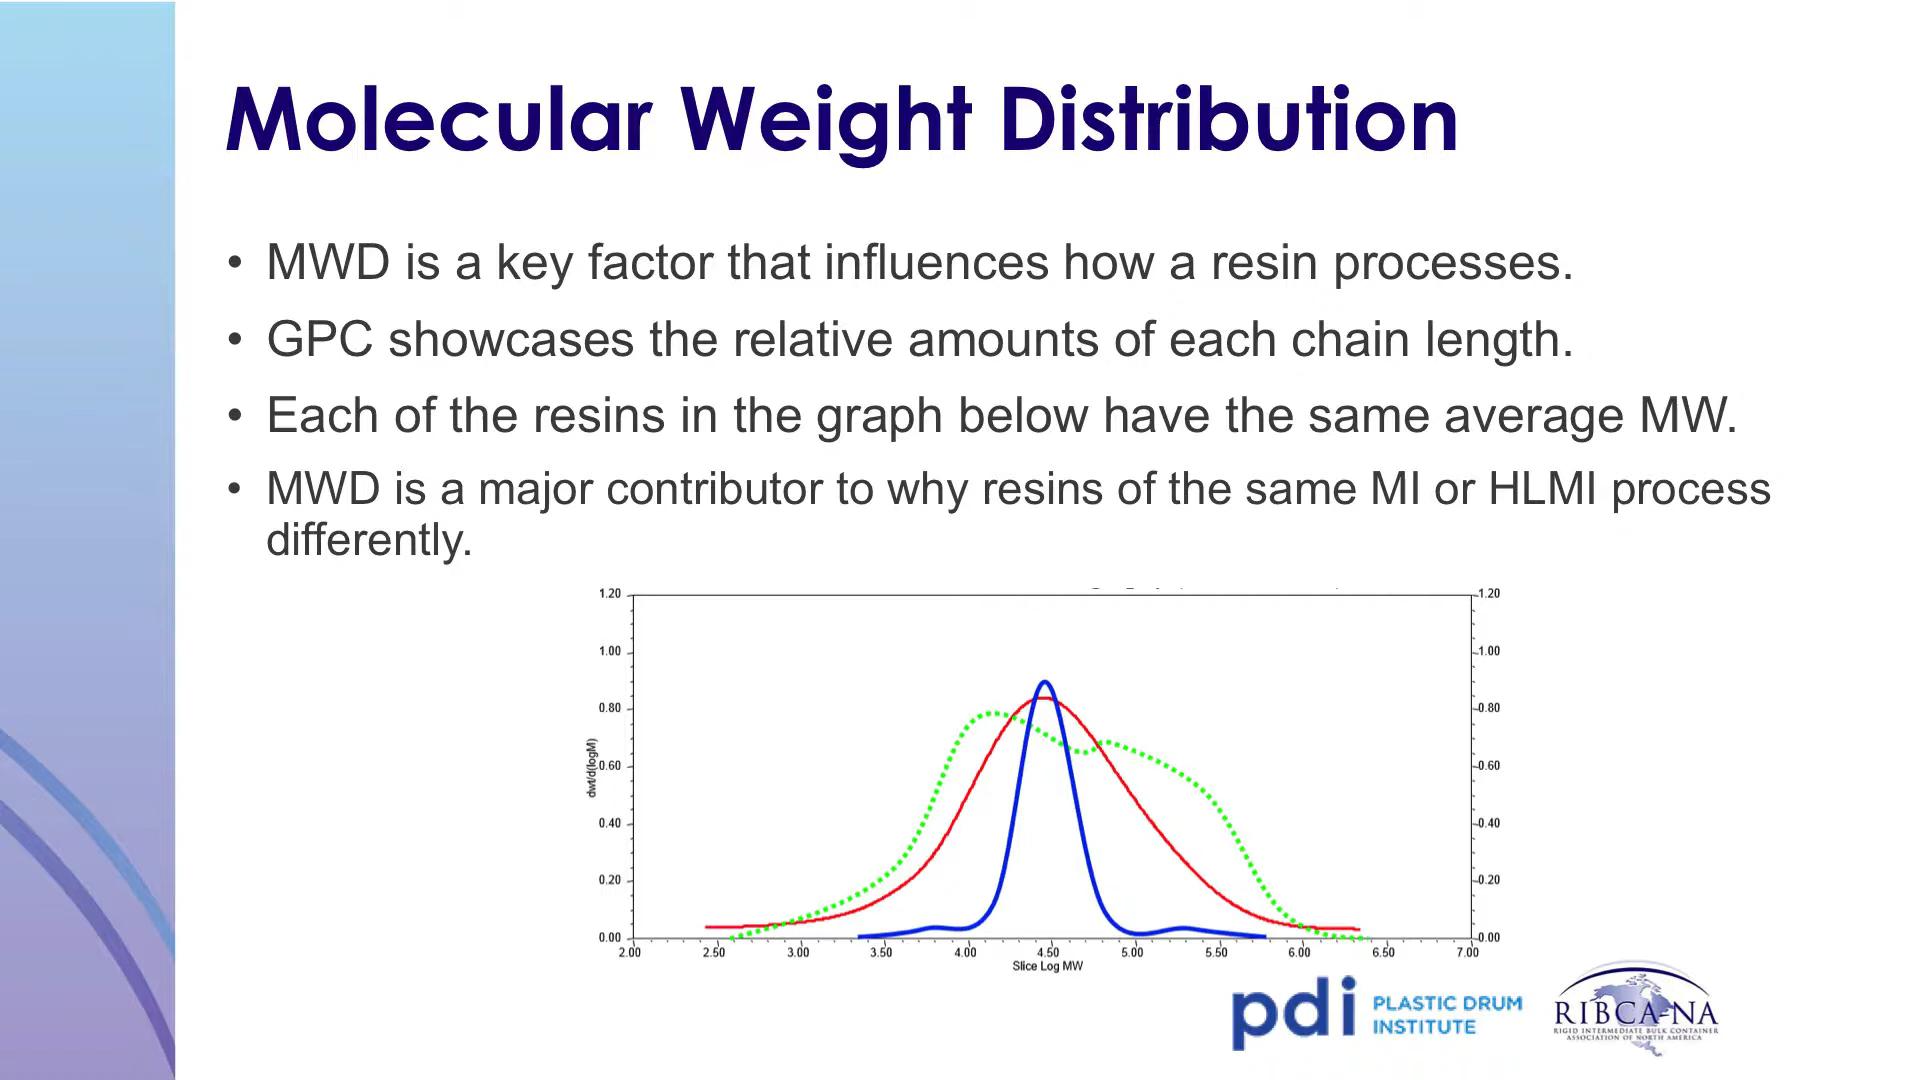 Molecular Weight Distribution
• MWD is a key factor that influences how a resin processes.
• GPC showcases the relative amounts of each chain length.
• Each of the resins in the graph below have the same average MW.
• MWD is a major contributor to why resins of the same MI or HLMI process
differently.
1.20 1.20
1.00 1.00
0.80 0.80
dwt/d(logM)
0.60 0.60
0.40 0.40
0.20 0.20
0.00 0.00
2.00 2.50 3.00 3.50 4.00 4.50 5.00 5.50 6.00 6.50 7.00
Slice Log MW
pdi PLASTIC DRUM
INSTITUTE
RIBCA-NA
RIGID INTERMEDIATE BULK CONTAINER
ASSOCIATION OF NORTH AMERICA